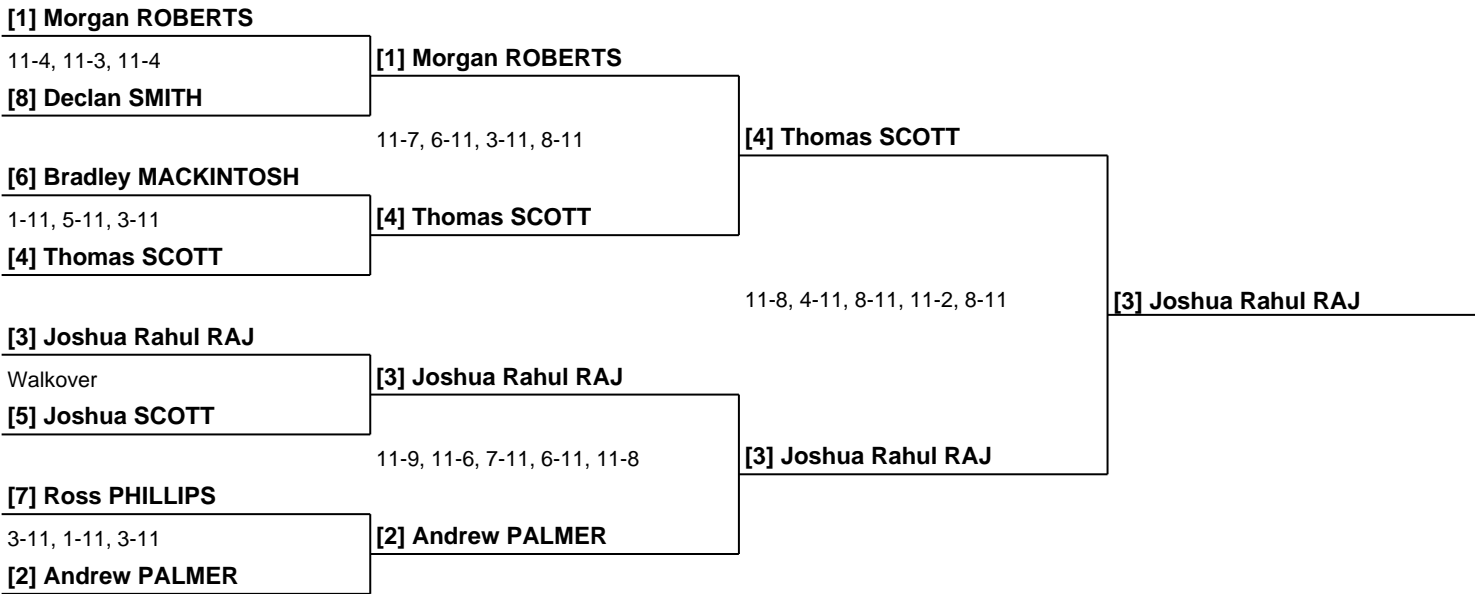 [1] Morgan ROBERTS
11-4, 11-3, 11-4
[8] Declan SMITH
[6] Bradley MACKINTOSH
1-11, 5-11, 3-11
[4] Thomas SCOTT
[3] Joshua Rahul RAJ
Walkover
[5] Joshua SCOTT
[7] Ross PHILLIPS
3-11, 1-11, 3-11
[2] Andrew PALMER
[1] Morgan ROBERTS
11-7, 6-11, 3-11, 8-11
[4] Thomas SCOTT
[3] Joshua Rahul RAJ
11-9, 11-6, 7-11, 6-11, 11-8
[2] Andrew PALMER
[4] Thomas SCOTT
11-8, 4-11, 8-11, 11-2, 8-11
[3] Joshua Rahul RAJ
[3] Joshua Rahul RAJ